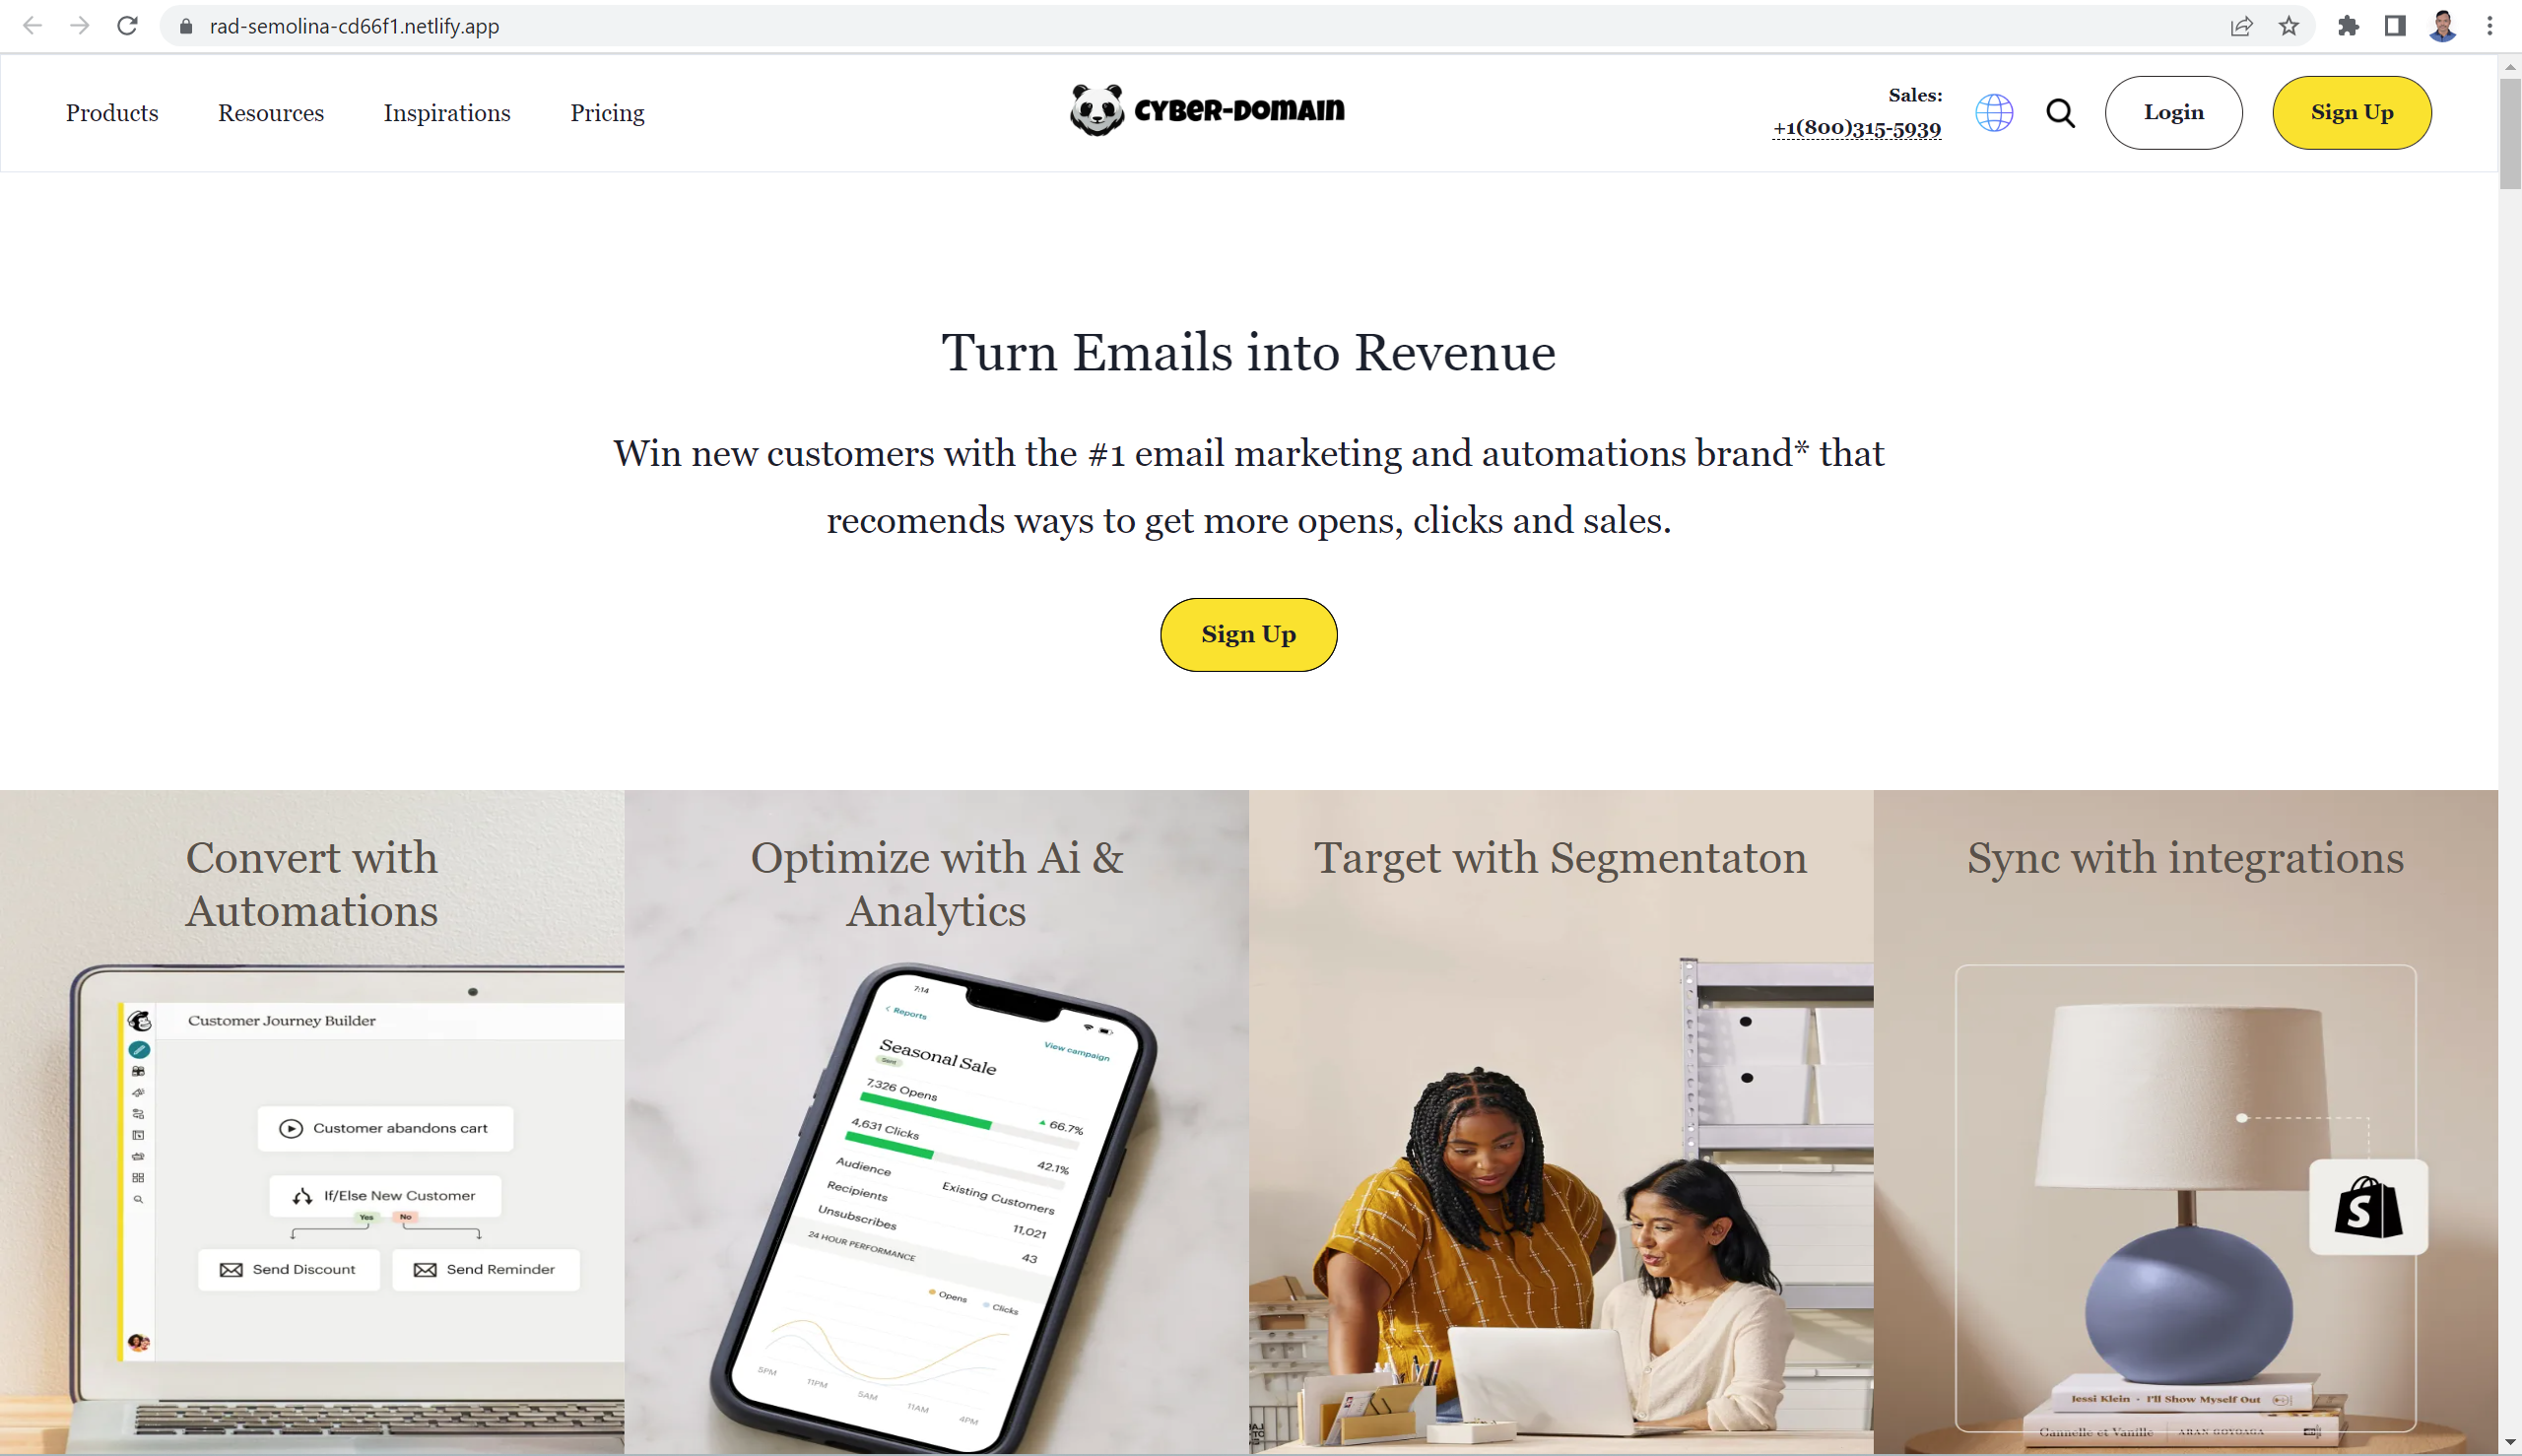 rad-semolina-cd66f1.netlify.app
Products
Resources
Inspirations
Pricing
CYBER-DOMAIN
Sales:
+1(800)315-5939
Login
Sign Up
Turn Emails into Revenue
Win new customers with the #1 email marketing and automations brand* that
recomends ways to get more opens, clicks and sales.
Sign Up
Convert with
Automations
Customer Journey Builder
Customer abandons cart
If/Else New Customer
Yes
No
Send Discount
Send Reminder
Optimize with Ai &
Analytics
7:14
Reports
View campaign
Seasonal Sale
Sent
7,326 Opens
66.7%
4,631 Clicks
42.1%
Audience
Existing Customers
Recipients
11,021
Unsubscribes
43
24 HOUR PERFORMANCE
Opens
Clicks
5PM
11PM
5AM
11AM
4PM
Target with Segmentaton
Sync with integrations
S
Jessi Klein • I'll Show Myself Out
Cannelle et Vanille
ARAN GOYOAGA